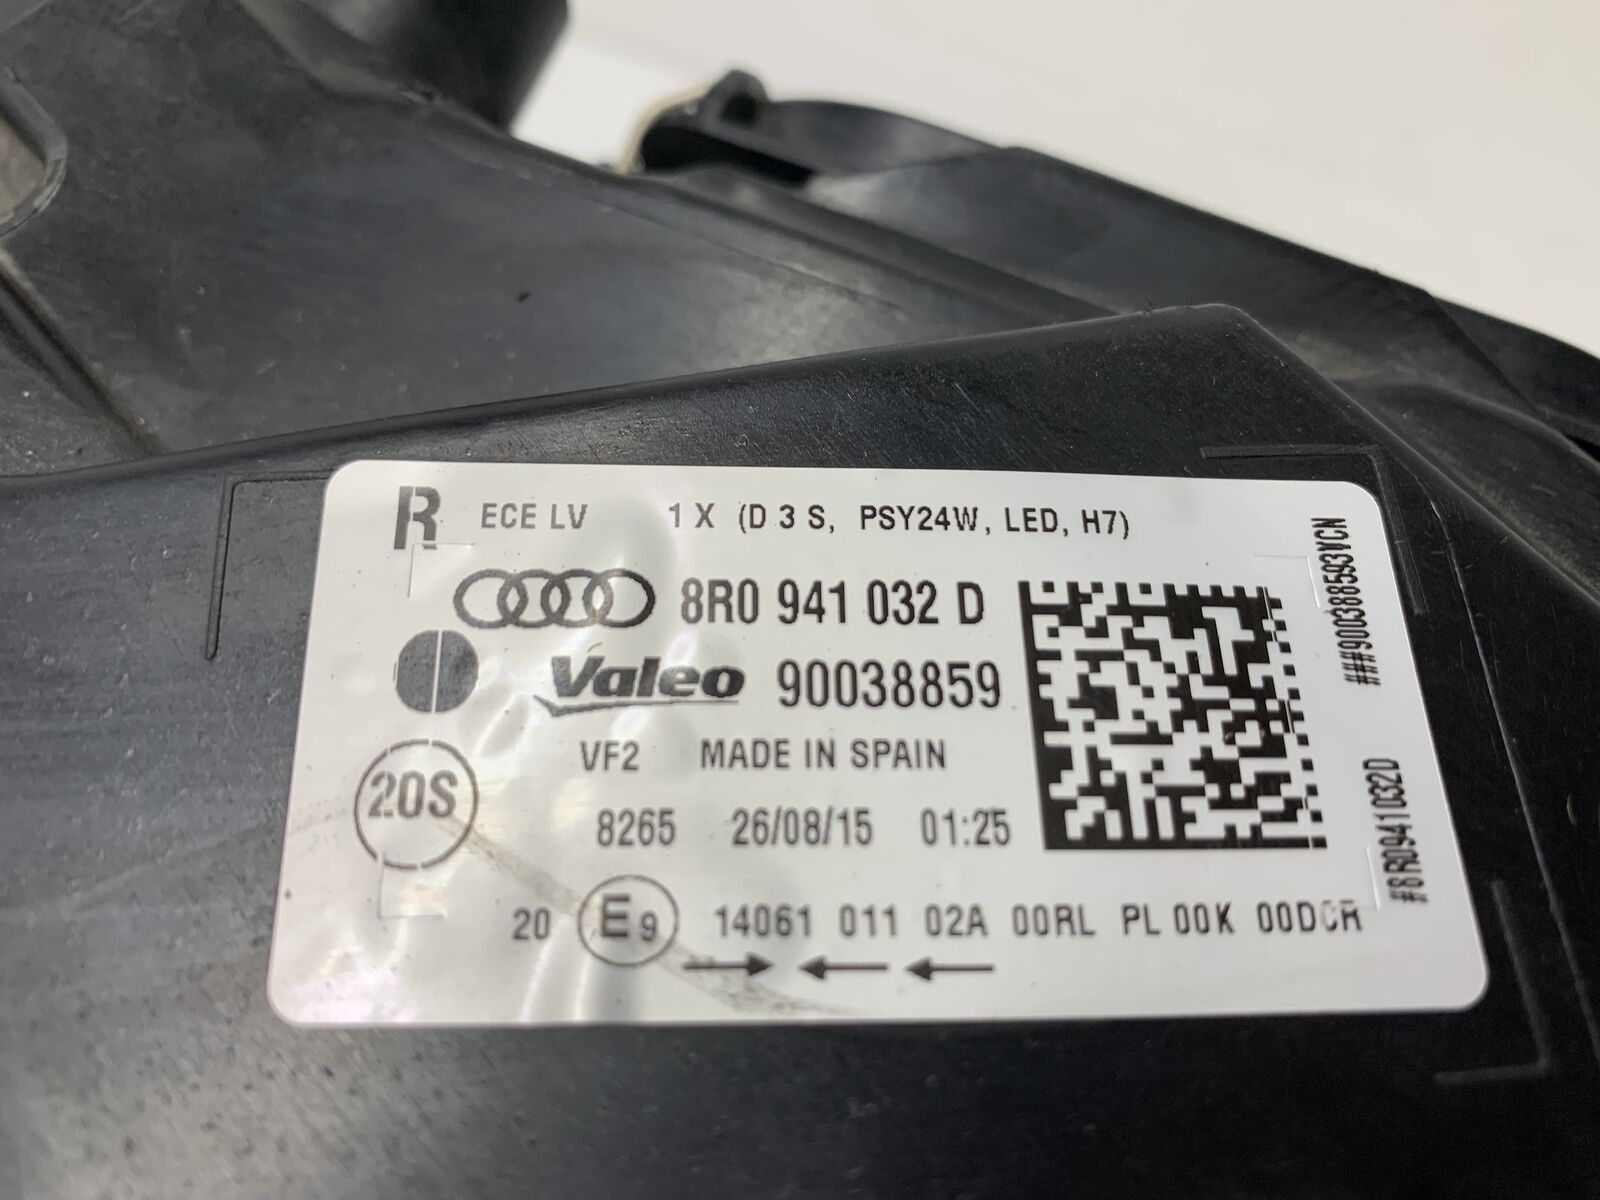 R ECE LV 1 X (D 3 S, PSY24W, LED, H7)
8R0 941 032 D
Valeo 90038859
VF2 MADE IN SPAIN
20S
8265 26/08/15 01:25
20 E9 14061 011 02A 00RL PL 00K 00DCR
###900388593YCN
#8R0941032D